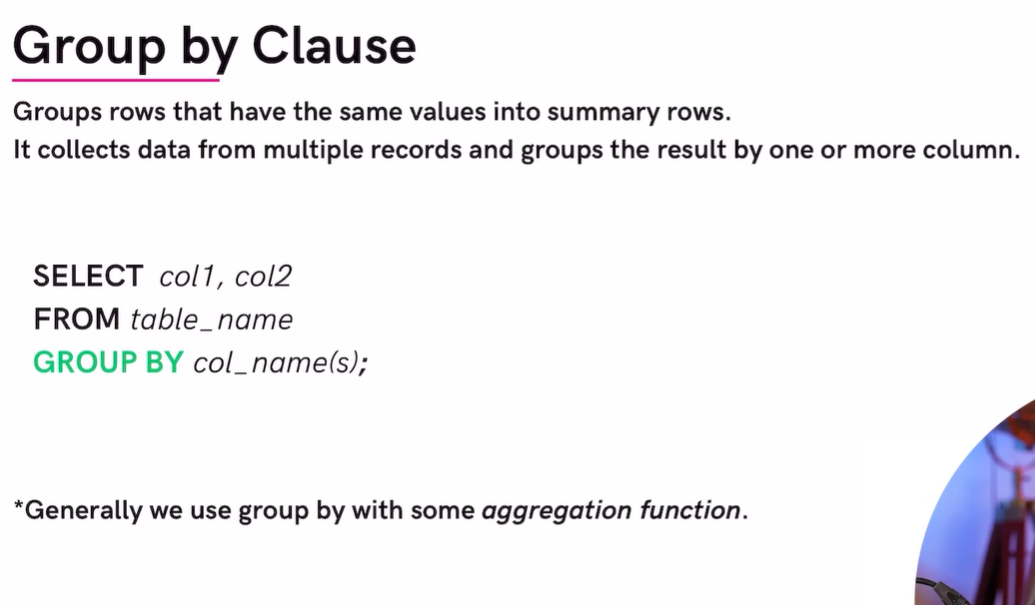 Group by Clause
Groups rows that have the same values into summary rows.
It collects data from multiple records and groups the result by one or more column.
SELECT col1, col2
FROM table_name
GROUP BY col_name(s);
*Generally we use group by with some aggregation function.